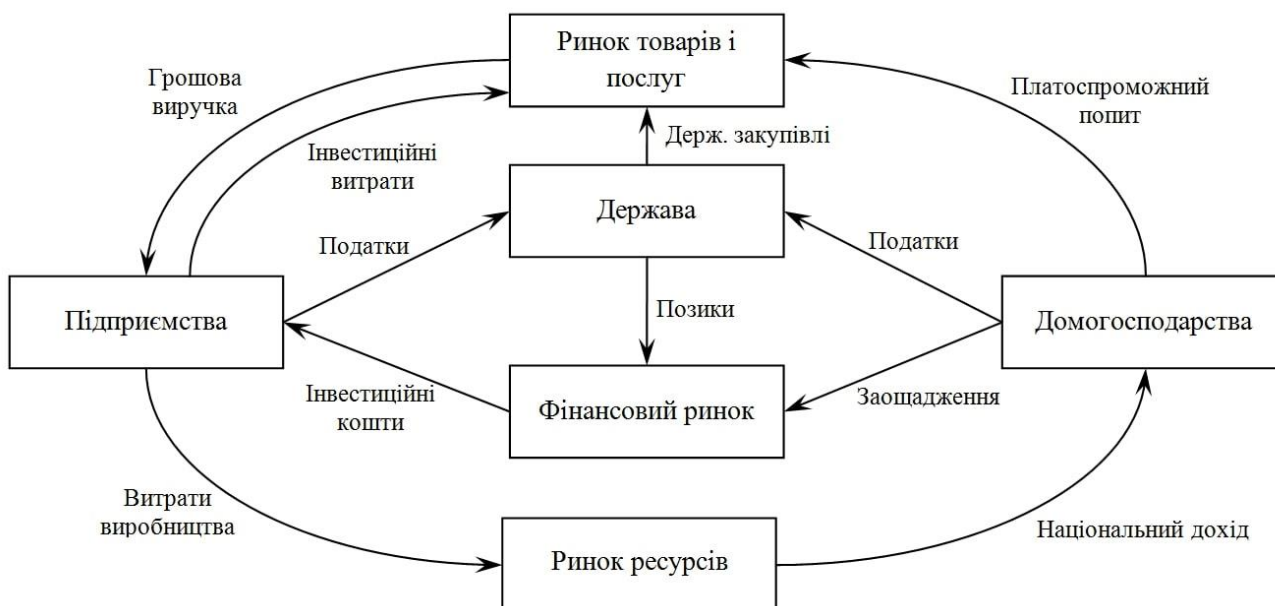 Ринок товарів і
послуг
Грошова
виручка
Платоспроможний
попит
Держ. закупівлі
Інвестиційні
витрати
Держава
Податки
Податки
Підприємства
Позики
Домогосподарства
Інвестиційні
кошти
Фінансовий ринок
Заощадження
Витрати
виробництва
Ринок ресурсів
Національний дохід